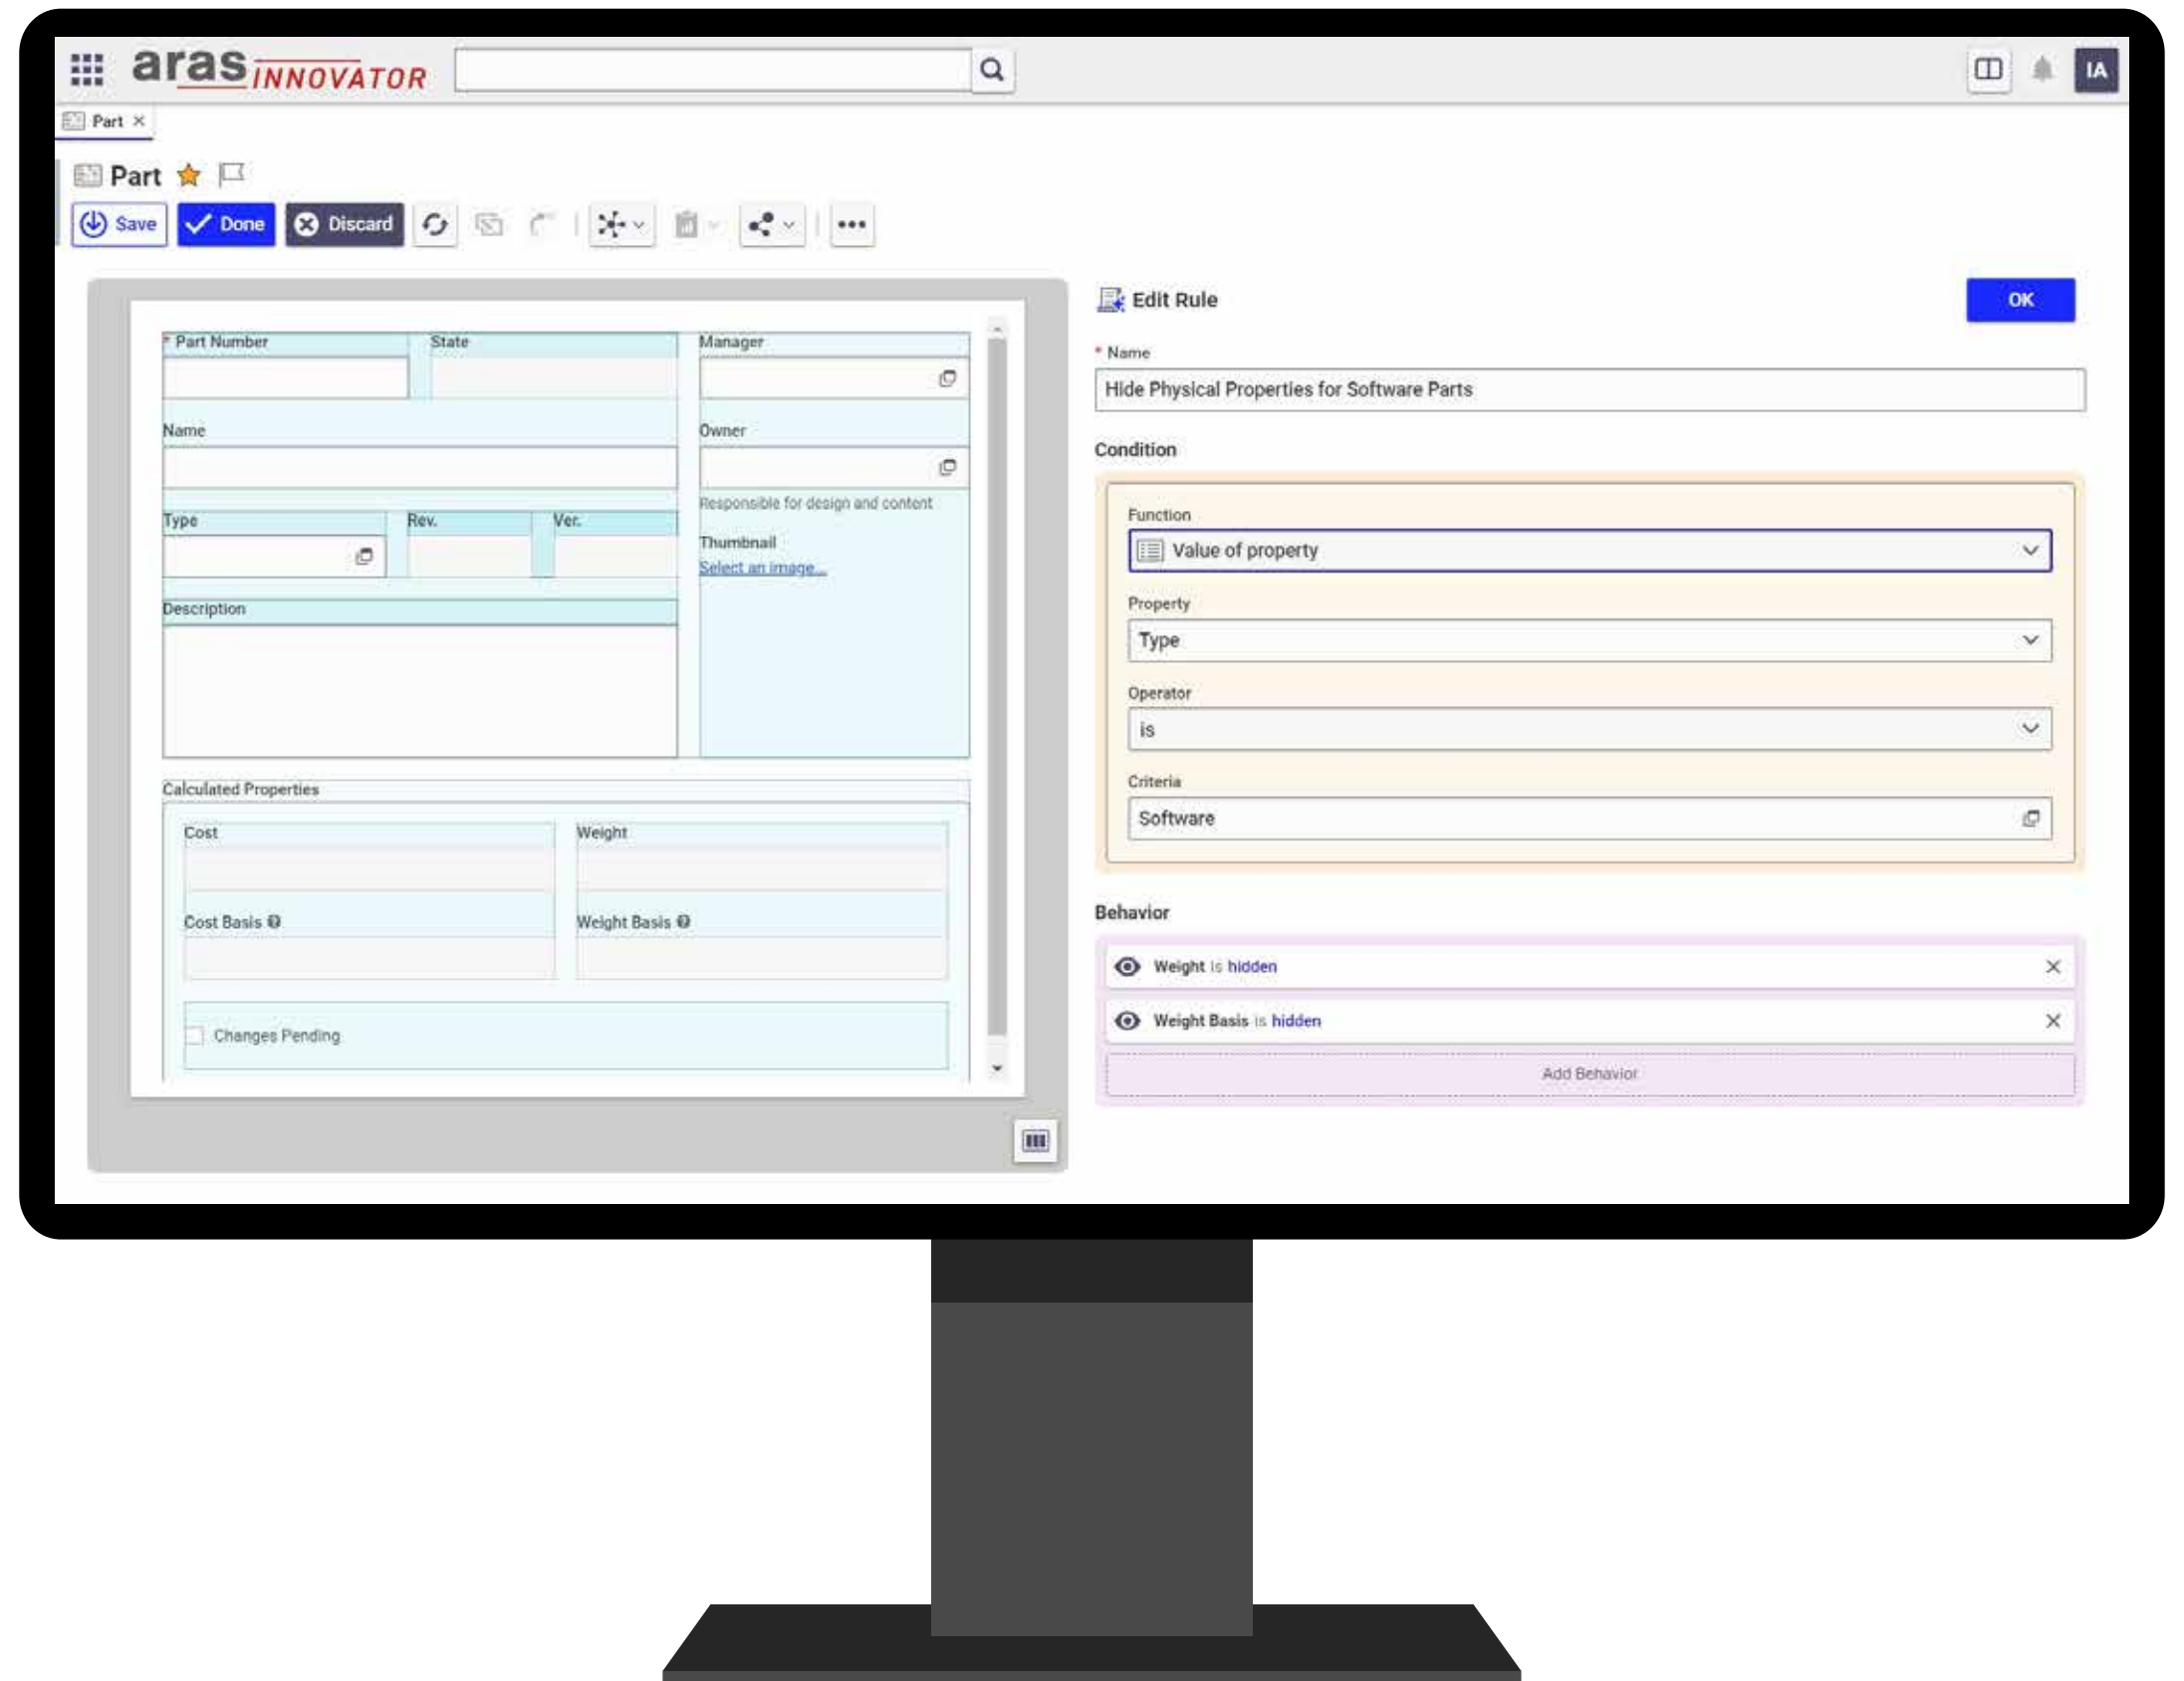 aras INNOVATOR
IA
Part
Part
Save Done Discard
* Part Number State Manager
Name Owner
Responsible for design and content
Type Rev. Ver.
Thumbnail
Select an image...
Description
Calculated Properties
Cost Weight
Cost Basis Weight Basis
Changes Pending
Edit Rule
OK
* Name
Hide Physical Properties for Software Parts
Condition
Function
Value of property
Property
Type
Operator
is
Criteria
Software
Behavior
Weight is hidden
Weight Basis is hidden
Add Behavior